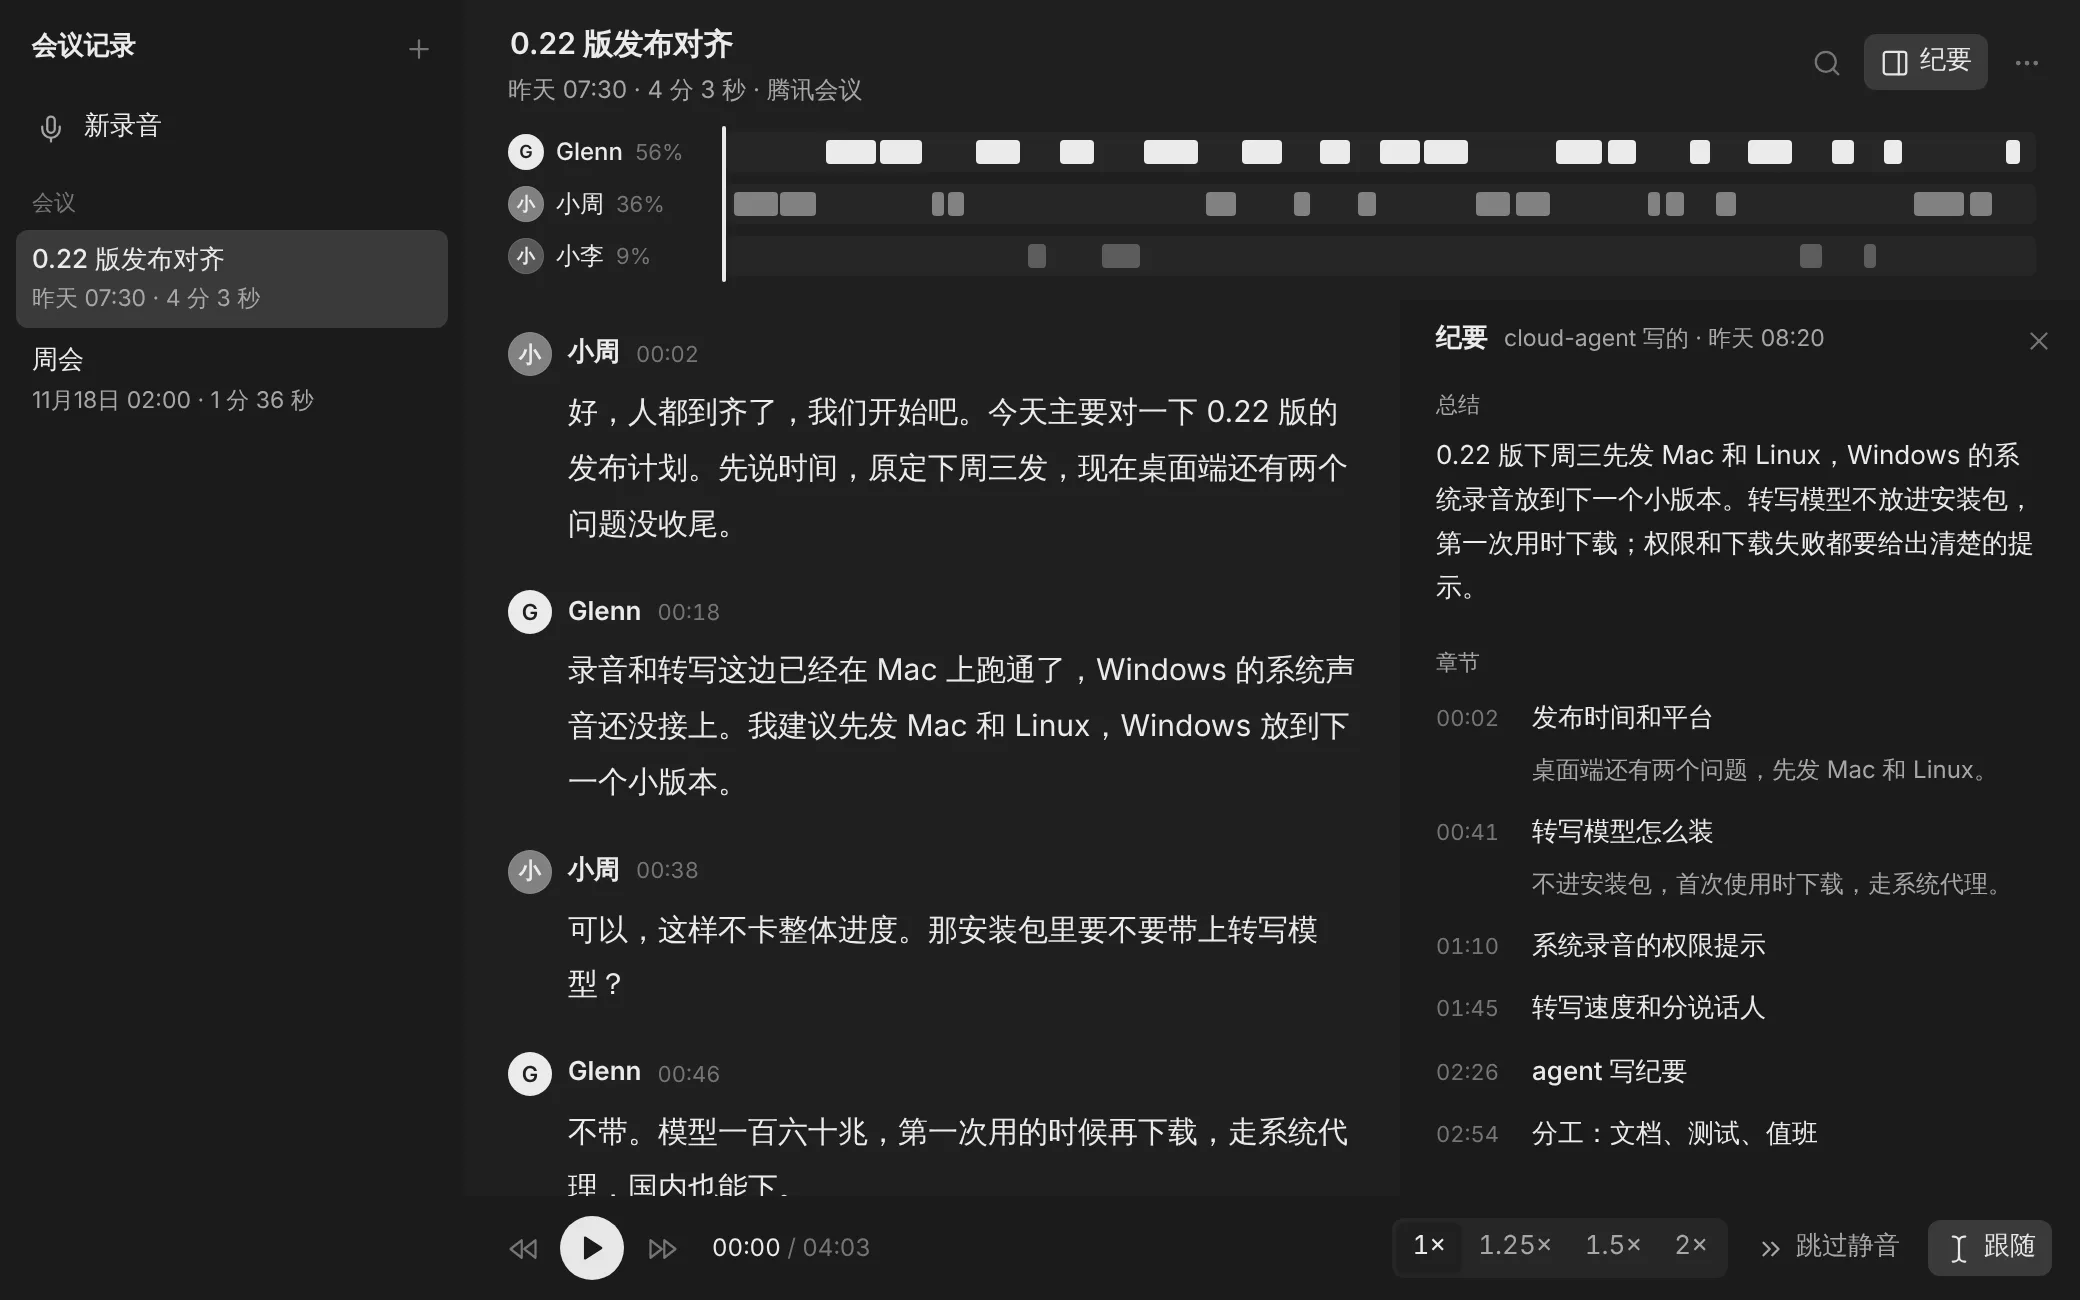 会议记录
新录音
会议
0.22 版发布对齐
昨天 07:30 · 4 分 3 秒
周会
11月18日 02:00 · 1 分 36 秒
0.22 版发布对齐
昨天 07:30 · 4 分 3 秒 · 腾讯会议
纪要
G Glenn 56%
小 小周 36%
小 小李 9%
小 小周 00:02
好，人都到齐了，我们开始吧。今天主要对一下 0.22 版的
发布计划。先说时间，原定下周三发，现在桌面端还有两个
问题没收尾。
G Glenn 00:18
录音和转写这边已经在 Mac 上跑通了，Windows 的系统声
音还没接上。我建议先发 Mac 和 Linux，Windows 放到下
一个小版本。
小 小周 00:38
可以，这样不卡整体进度。那安装包里要不要带上转写模
型？
G Glenn 00:46
不带。模型一百六十兆，第一次用的时候再下载，走系统代
理，国内也能下。
纪要 cloud-agent 写的 · 昨天 08:20
总结
0.22 版下周三先发 Mac 和 Linux，Windows 的系
统录音放到下一个小版本。转写模型不放进安装包，
第一次用时下载；权限和下载失败都要给出清楚的提
示。
章节
00:02 发布时间和平台
桌面端还有两个问题，先发 Mac 和 Linux。
00:41 转写模型怎么装
不进安装包，首次使用时下载，走系统代理。
01:10 系统录音的权限提示
01:45 转写速度和分说话人
02:26 agent 写纪要
02:54 分工：文档、测试、值班
00:00 / 04:03
1× 1.25× 1.5× 2× 跳过静音 跟随